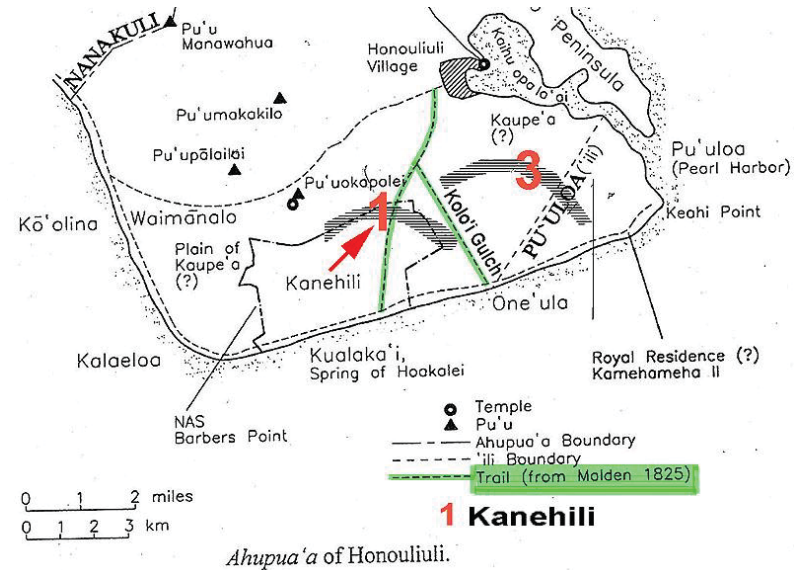 Pu'u
Manawahua
NANAKULI
Honouliuli
Village
Kaihu
opala'ai
Peninsula
Pu'umakakilo
Kaupe'a
(?)
Pu'upālailai
3
Pu'uloa
(Pearl Harbor)
Pu'uokapolei
1
PU'ULOA('ili)
Kō'olina
Waimānalo
Kolo'i Gulch
Keahi Point
Plain of
Kaupe'a
(?)
Kanehili
One'ula
Kalaeloa
Kualaka'i,
Spring of Hoakalei
Royal Residence (?)
Kamehameha II
NAS
Barbers Point
Temple
Pu'u
Ahupua'a Boundary
'ili Boundary
Trail (from Malden 1825)
0 1 2 miles
0 1 2 3 km
1 Kanehili
Ahupua'a of Honouliuli.